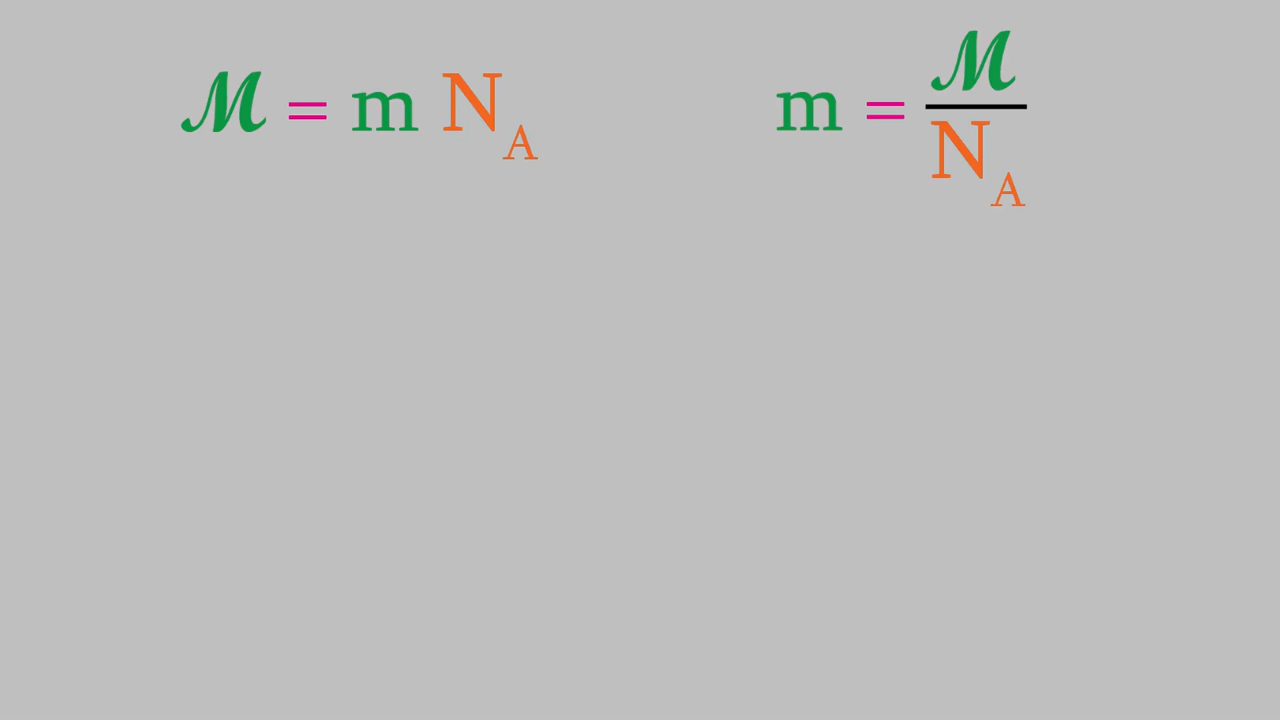 ℳ = m N_A
m = ℳ / N_A